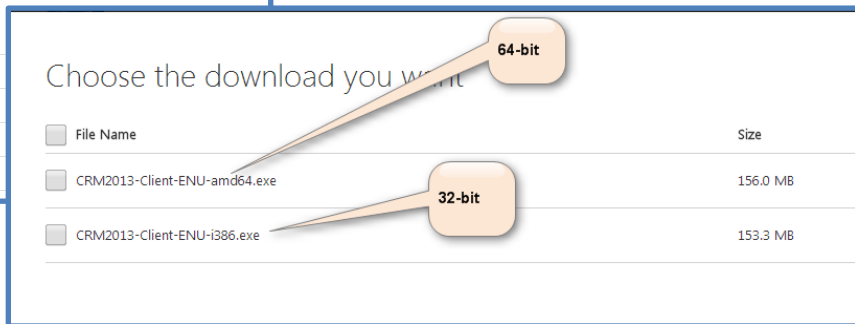 64-bit
Choose the download you want
File Name Size
CRM2013-Client-ENU-amd64.exe 156.0 MB
32-bit
CRM2013-Client-ENU-i386.exe 153.3 MB